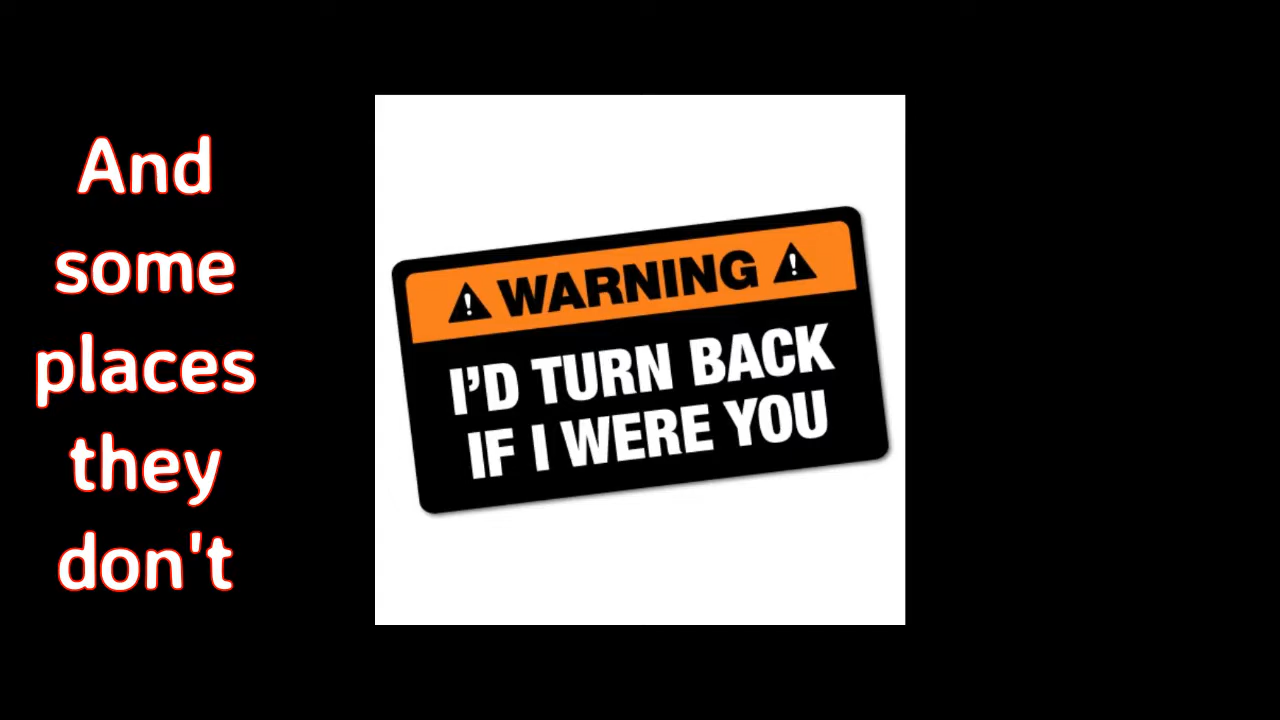 And
some
places
they
don't
WARNING
I'D TURN BACK
IF I WERE YOU